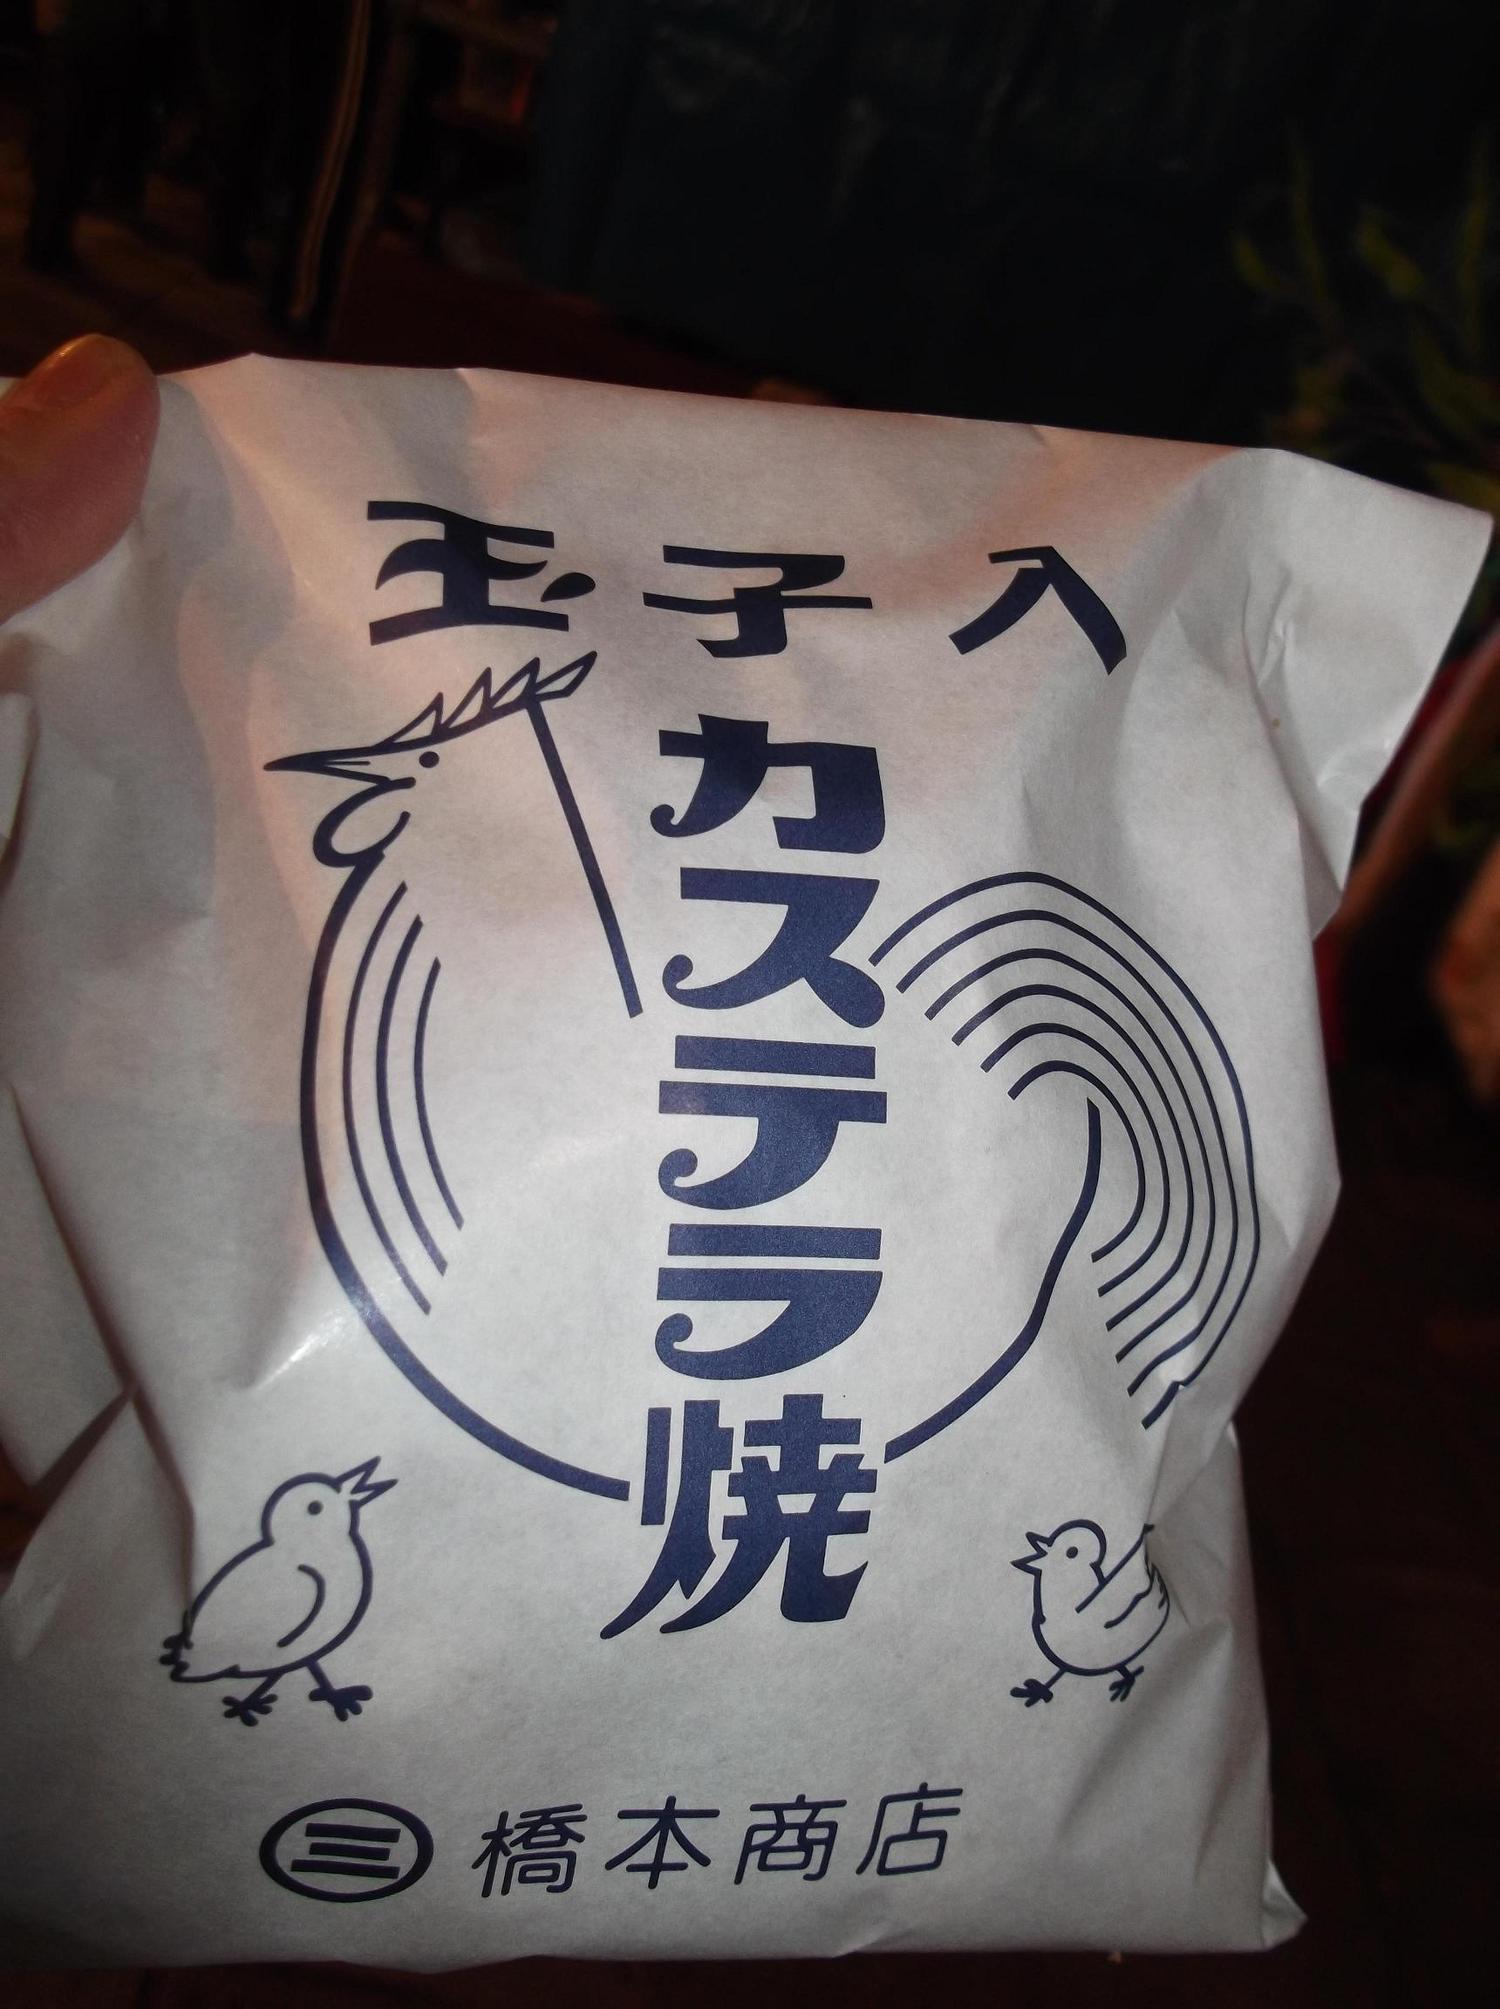 玉子入
カステラ焼
㊂ 橋本商店